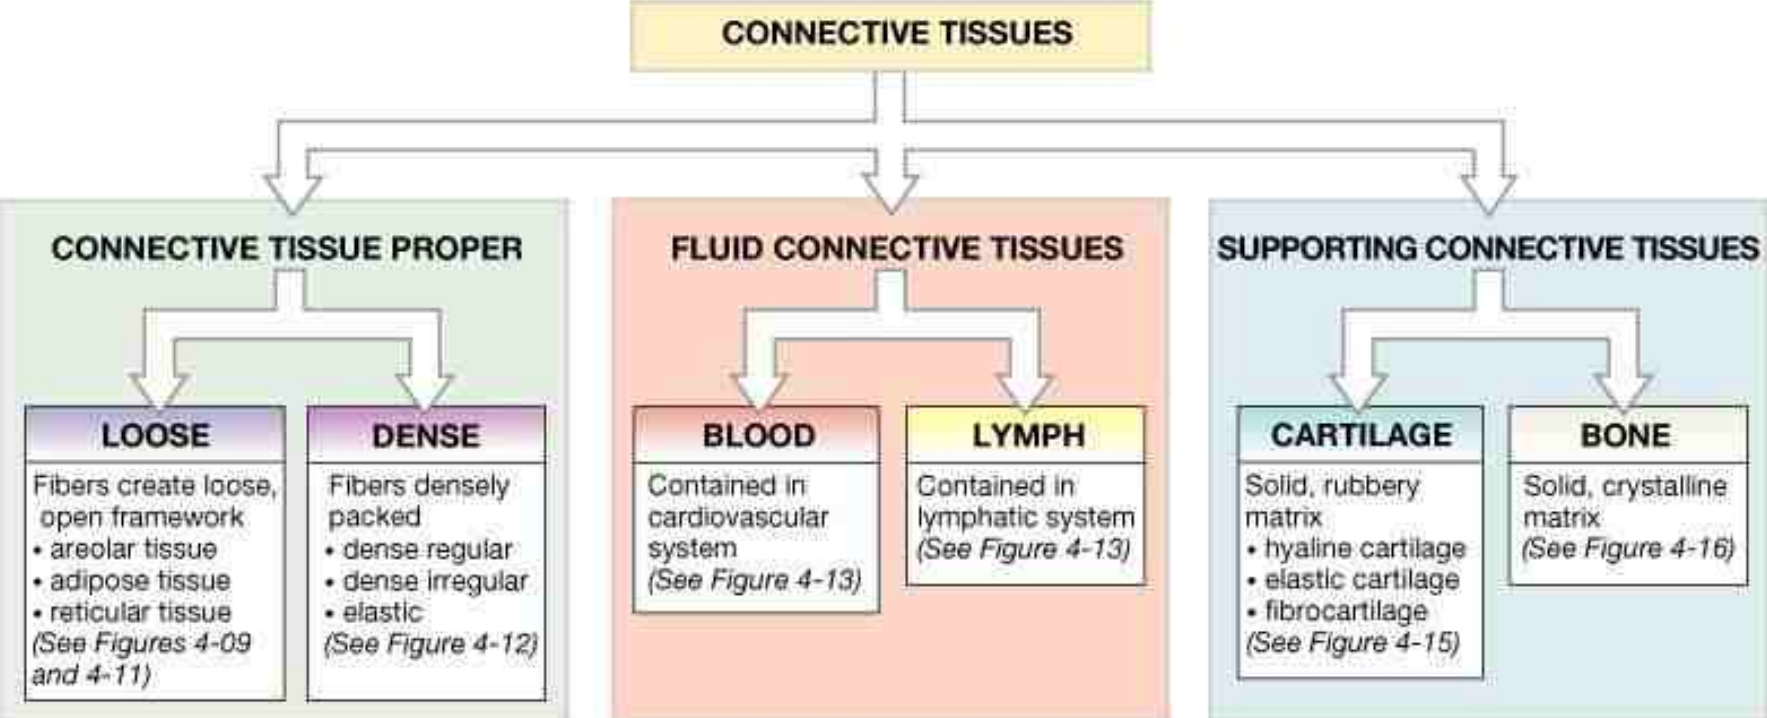 CONNECTIVE TISSUES
CONNECTIVE TISSUE PROPER
LOOSE
Fibers create loose,
open framework
• areolar tissue
• adipose tissue
• reticular tissue
(See Figures 4-09
and 4-11)
DENSE
Fibers densely
packed
• dense regular
• dense irregular
• elastic
(See Figure 4-12)
FLUID CONNECTIVE TISSUES
BLOOD
Contained in
cardiovascular
system
(See Figure 4-13)
LYMPH
Contained in
lymphatic system
(See Figure 4-13)
SUPPORTING CONNECTIVE TISSUES
CARTILAGE
Solid, rubbery
matrix
• hyaline cartilage
• elastic cartilage
• fibrocartilage
(See Figure 4-15)
BONE
Solid, crystalline
matrix
(See Figure 4-16)